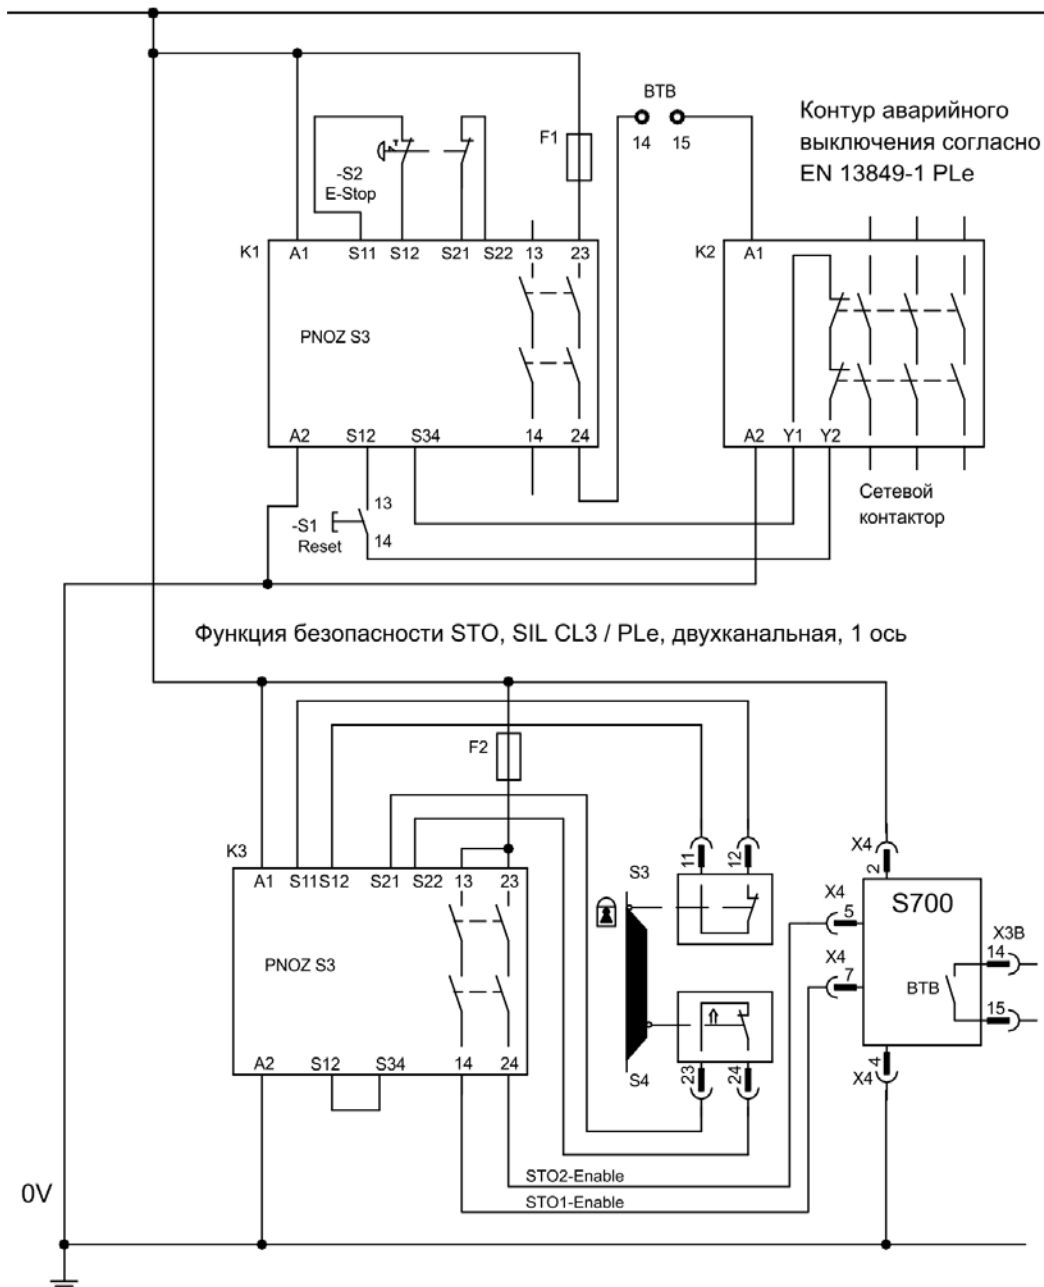 BTB
14 15
Контур аварийного
выключения согласно
EN 13849-1 PLe
F1
-S2
E-Stop
K1 A1 S11 S12 S21 S22 13 23
K2 A1
PNOZ S3
A2 S12 S34 14 24
A2 Y1 Y2
Сетевой
контактор
13
-S1
14
Reset
Функция безопасности STO, SIL CL3 / PLe, двухканальная, 1 ось
F2
K3
A1 S11 S12 S21 S22 13 23
S3
11 12
X4
2
S700
X4
5
X3B
14
X4
7
BTB
15
PNOZ S3
A2 S12 S34 14 24
S4
23 24
4
X4
STO2-Enable
0V
STO1-Enable